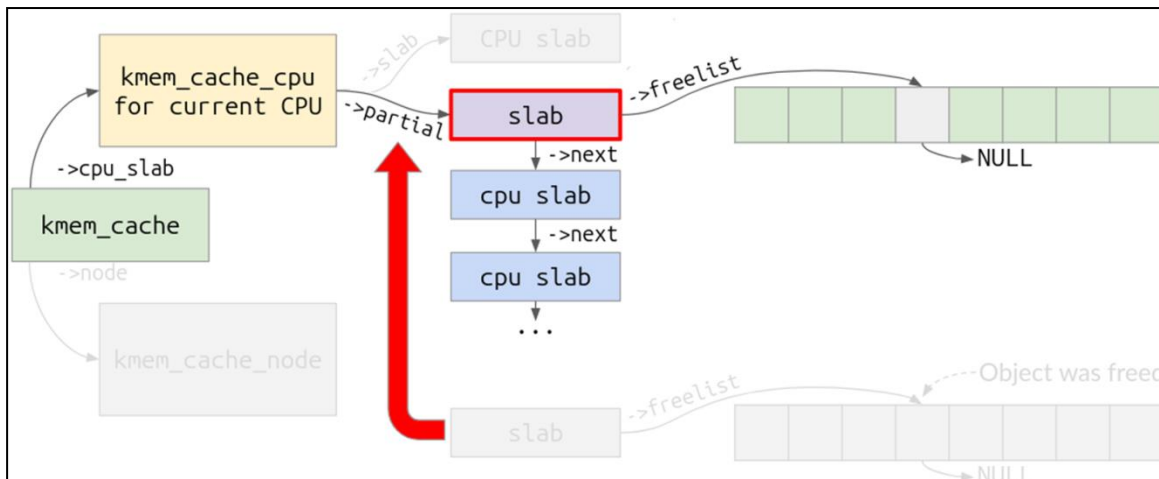 CPU slab
->slab
kmem_cache_cpu
for current CPU
->partial
slab
->freelist
NULL
->next
cpu slab
->next
cpu slab
...
->cpu_slab
kmem_cache
->node
kmem_cache_node
slab
->freelist
Object was freed
NULL